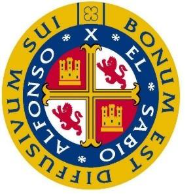 BONUM EST DIFFUSIVUM SUI
ALFONSO X EL SABIO